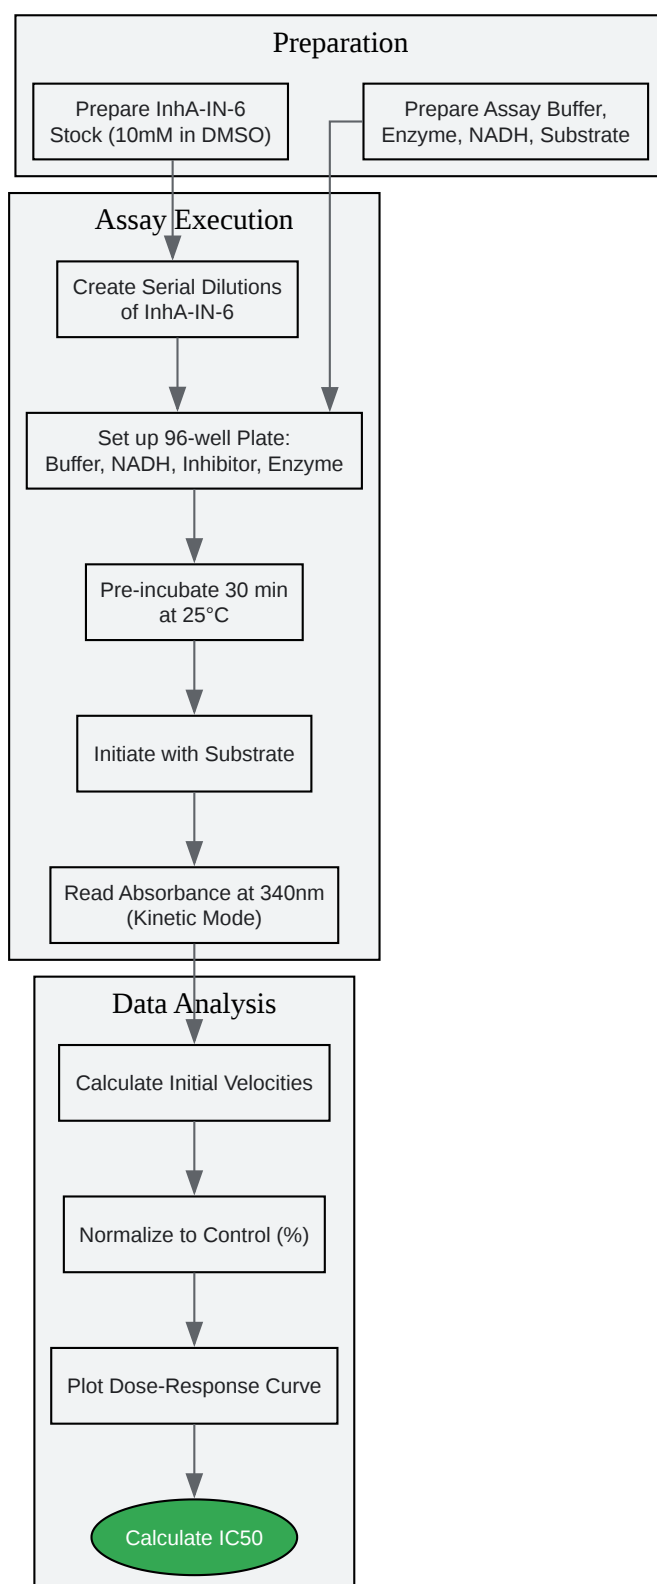 Preparation
Prepare InhA-IN-6
Stock (10mM in DMSO)
Prepare Assay Buffer,
Enzyme, NADH, Substrate
Assay Execution
Create Serial Dilutions
of InhA-IN-6
Set up 96-well Plate:
Buffer, NADH, Inhibitor, Enzyme
Pre-incubate 30 min
at 25°C
Initiate with Substrate
Read Absorbance at 340nm
(Kinetic Mode)
Data Analysis
Calculate Initial Velocities
Normalize to Control (%)
Plot Dose-Response Curve
Calculate IC50